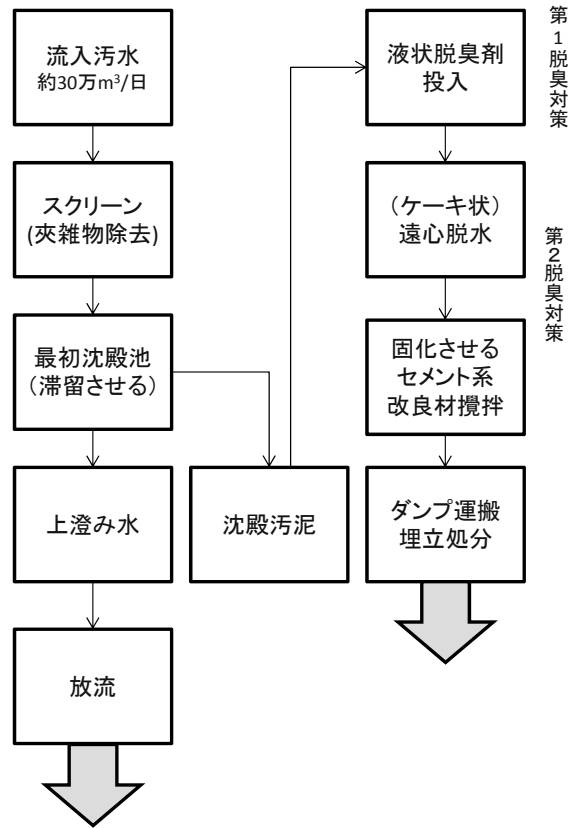 流入汚水
約30万m³/日
スクリーン
(夾雑物除去)
最初沈殿池
（滞留させる）
上澄み水
放流
沈殿汚泥
液状脱臭剤
投入
（ケーキ状）
遠心脱水
固化させる
セメント系
改良材攪拌
ダンプ運搬
埋立処分
第1脱臭対策
第2脱臭対策